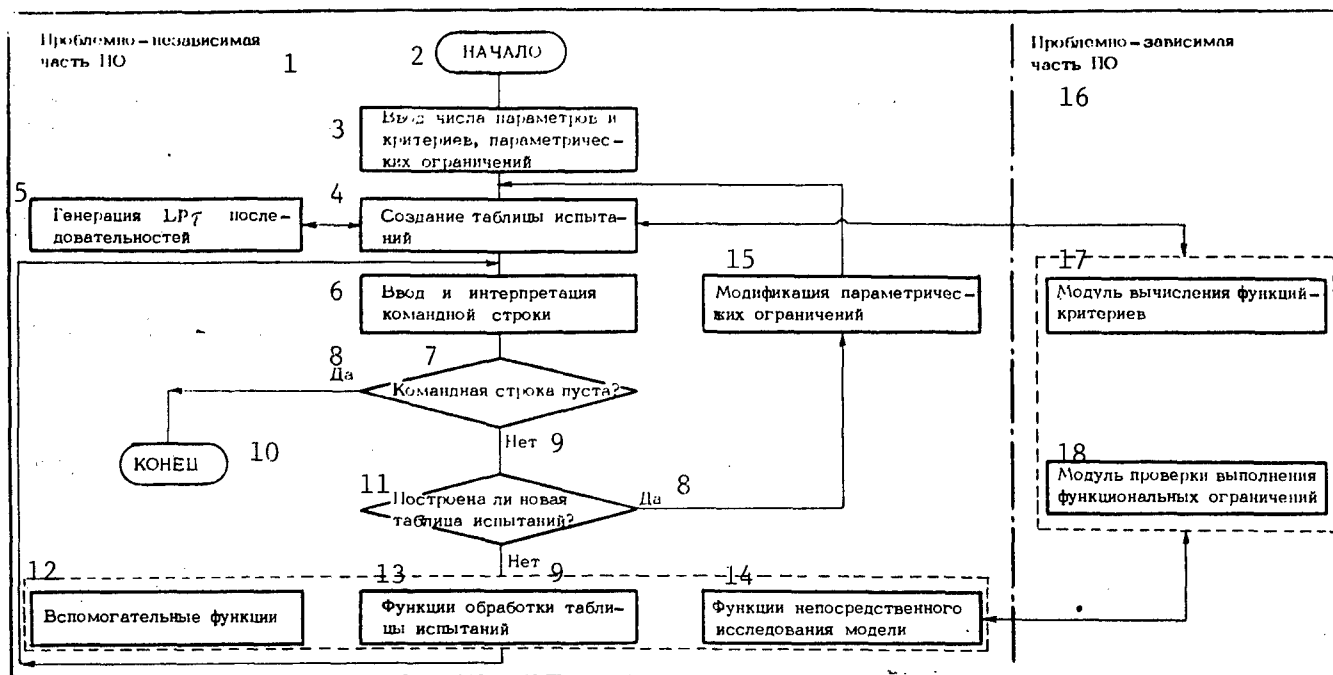 Проблемно-независимая
часть ПО
1
2
НАЧАЛО
3
Ввод числа параметров и
критериев, параметричес-
ких ограничений
5
Генерация LPτ после-
довательностей
4
Создание таблицы испыта-
ний
6
Ввод и интерпретация
командной строки
15
Модификация параметричес-
ких ограничений
8
Да
7
Командная строка пуста?
Нет 9
КОНЕЦ
10
11
Построена ли новая
таблица испытаний?
Да
8
Нет
9
12
Вспомогательные функции
13
Функции обработки табли-
цы испытаний
14
Функции непосредственного
исследования модели
Проблемно-зависимая
часть ПО
16
17
Модуль вычисления функций-
критериев
18
Модуль проверки выполнения
функциональных ограничений